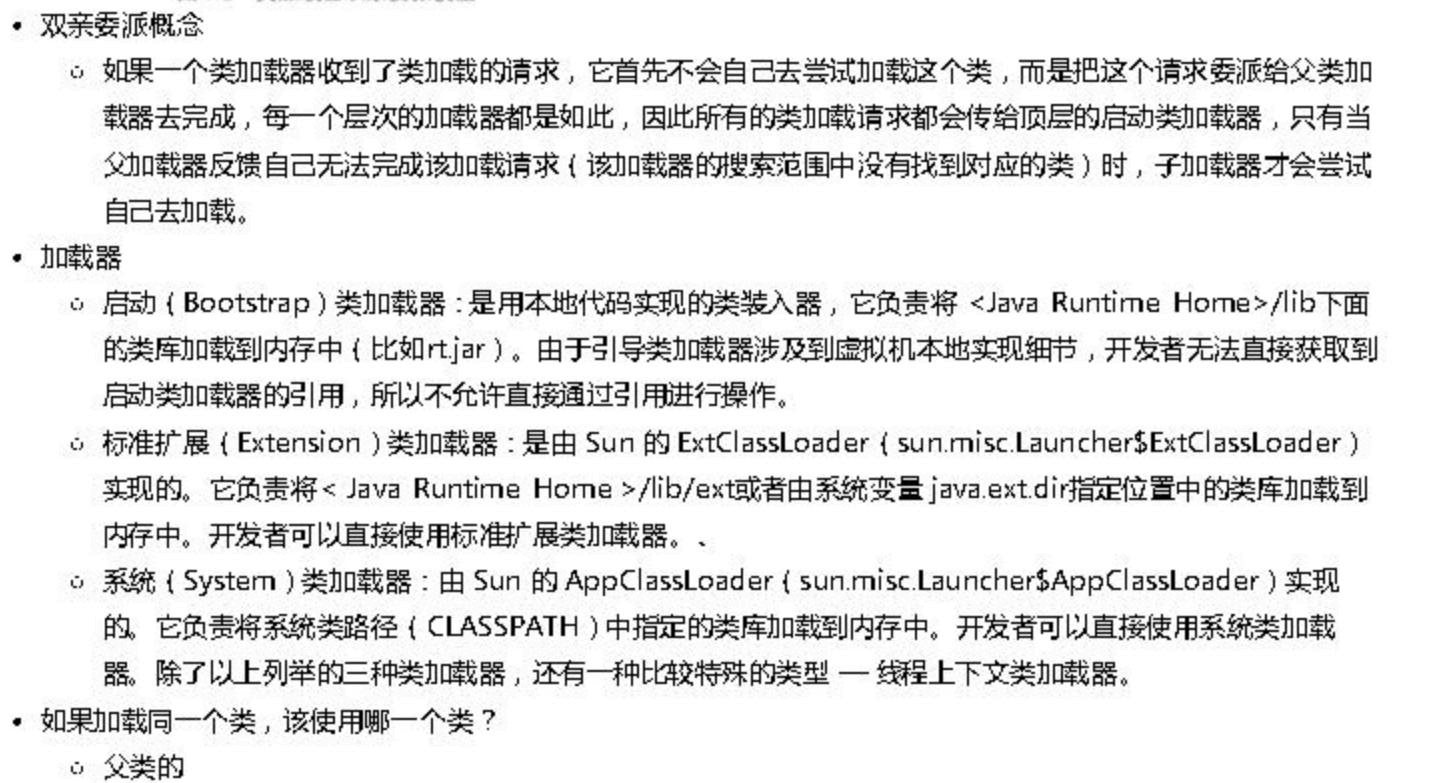 • 双亲委派概念
○ 如果一个类加载器收到了类加载的请求，它首先不会自己去尝试加载这个类，而是把这个请求委派给父类加
载器去完成，每一个层次的加载器都是如此，因此所有的类加载请求都会传给顶层的启动类加载器，只有当
父加载器反馈自己无法完成该加载请求（该加载器的搜索范围中没有找到对应的类）时，子加载器才会尝试
自己去加载。
• 加载器
○ 启动（Bootstrap）类加载器：是用本地代码实现的类装入器，它负责将 <Java Runtime Home>/lib下面
的类库加载到内存中（比如rt.jar）。由于引导类加载器涉及到虚拟机本地实现细节，开发者无法直接获取到
启动类加载器的引用，所以不允许直接通过引用进行操作。
○ 标准扩展（Extension）类加载器：是由 Sun 的 ExtClassLoader（sun.misc.Launcher$ExtClassLoader）
实现的。它负责将< Java Runtime Home >/lib/ext或者由系统变量 java.ext.dir指定位置中的类库加载到
内存中。开发者可以直接使用标准扩展类加载器。、
○ 系统（System）类加载器：由 Sun 的 AppClassLoader（sun.misc.Launcher$AppClassLoader）实现
的。它负责将系统类路径（CLASSPATH）中指定的类库加载到内存中。开发者可以直接使用系统类加载
器。除了以上列举的三种类加载器，还有一种比较特殊的类型 — 线程上下文类加载器。
• 如果加载同一个类，该使用哪一个类？
○ 父类的